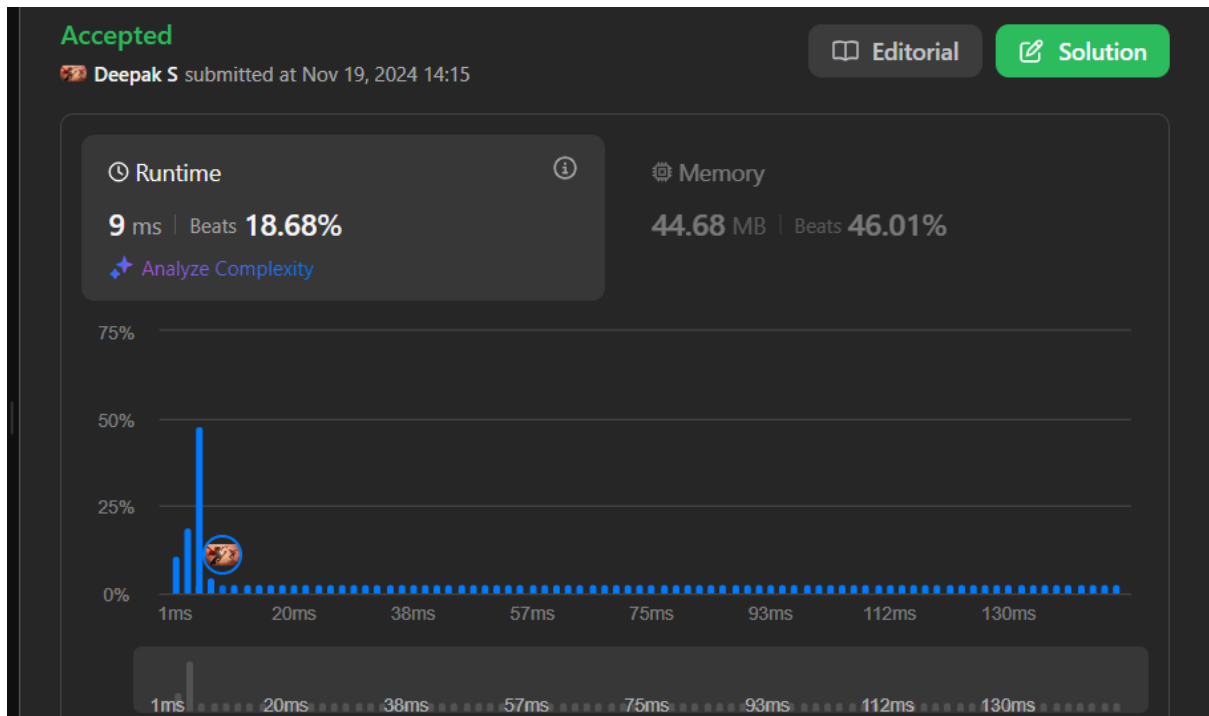 Accepted
Editorial
Solution
Deepak S submitted at Nov 19, 2024 14:15
Runtime
Memory
9 ms | Beats 18.68%
44.68 MB | Beats 46.01%
Analyze Complexity
75%
50%
25%
0%
1ms 20ms 38ms 57ms 75ms 93ms 112ms 130ms
1ms 20ms 38ms 57ms 75ms 93ms 112ms 130ms